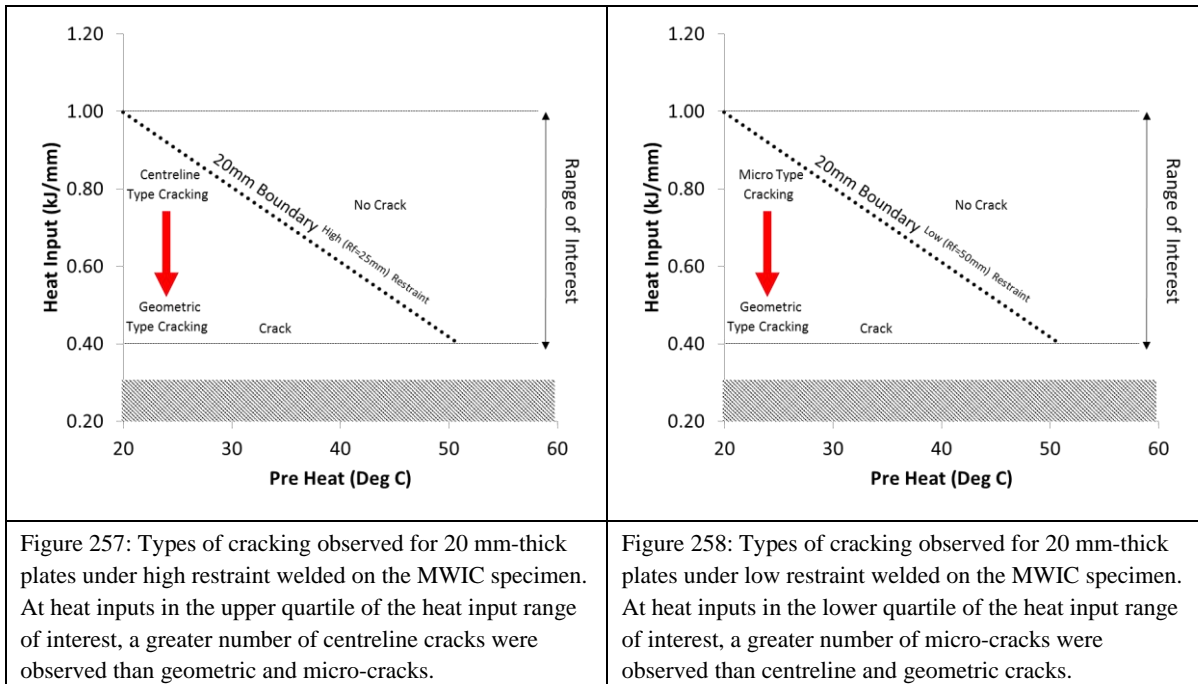 1.20
1.00
0.80
0.60
0.40
0.20
Heat Input (kJ/mm)
Centreline
Type Cracking
Geometric
Type Cracking
Crack
No Crack
20mm Boundary High (Rf=25mm) Restraint
Range of Interest
20 30 40 50 60
Pre Heat (Deg C)
1.20
1.00
0.80
0.60
0.40
0.20
Heat Input (kJ/mm)
Micro Type
Cracking
Geometric
Type Cracking
Crack
No Crack
20mm Boundary Low (Rf=50mm) Restraint
Range of Interest
20 30 40 50 60
Pre Heat (Deg C)
Figure 257: Types of cracking observed for 20 mm-thick
plates under high restraint welded on the MWIC specimen.
At heat inputs in the upper quartile of the heat input range
of interest, a greater number of centreline cracks were
observed than geometric and micro-cracks.
Figure 258: Types of cracking observed for 20 mm-thick
plates under low restraint welded on the MWIC specimen.
At heat inputs in the lower quartile of the heat input range
of interest, a greater number of micro-cracks were
observed than centreline and geometric cracks.